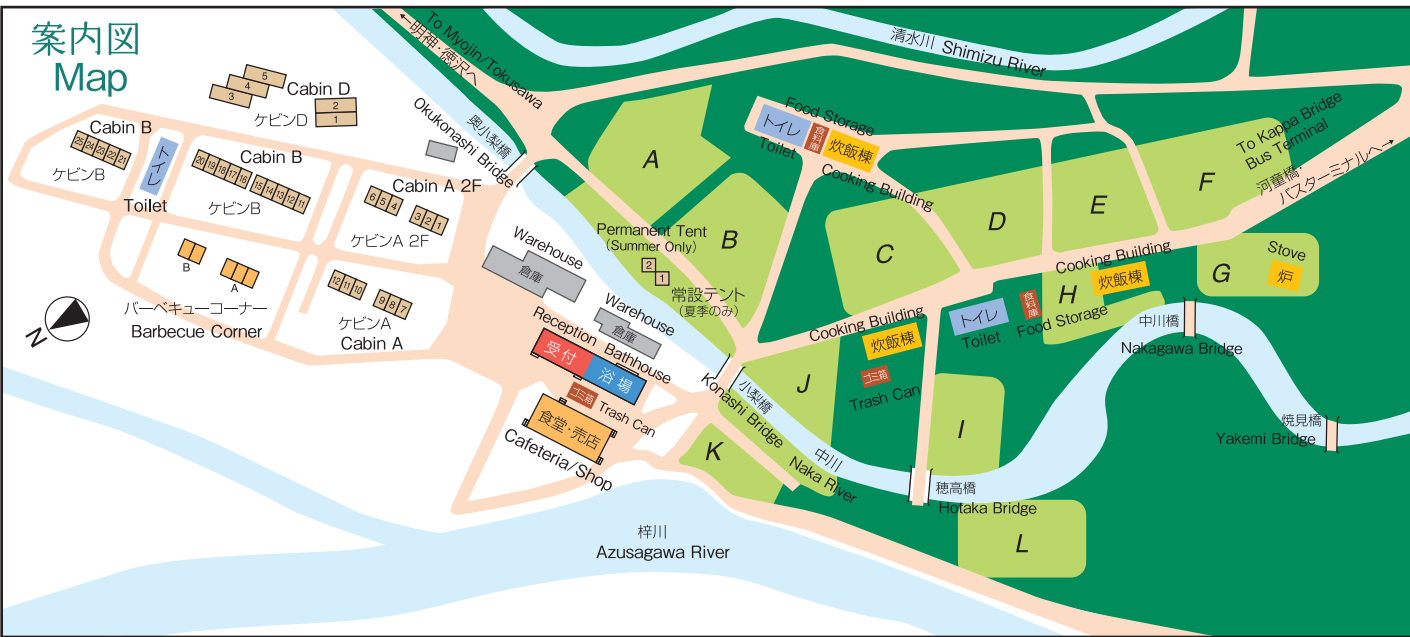 案内図
Map
To Myojin/Tokusawa
←明神・徳沢へ
清水川 Shimizu River
5
4
3
Cabin D
2
1
ケビンD
Okukonashi Bridge
奥小梨橋
Cabin B
25 24 23 22 21
ケビンB
トイレ
Toilet
Cabin B
20 19 18 17 16
15 14 13 12 11
ケビンB
Cabin A 2F
6 5 4
3 2 1
ケビンA 2F
B
A
バーベキューコーナー
Barbecue Corner
12 11 10
9 8 7
ケビンA
Cabin A
N
Warehouse
倉庫
Warehouse
倉庫
Reception
受付
Bathhouse
浴場
ゴミ箱
Trash Can
食堂・売店
Cafeteria/Shop
A
B
Permanent Tent
(Summer Only)
2
1
常設テント
(夏季のみ)
Food Storage
トイレ
食料庫
炊飯棟
Toilet
Cooking Building
C
D
E
F
To Kappa Bridge
Bus Terminal
河童橋
バスターミナルへ→
G
Stove
炉
Cooking Building
炊飯棟
H
食料庫
Food Storage
トイレ
Toilet
Cooking Building
炊飯棟
ゴミ箱
Trash Can
J
I
K
L
小梨橋
Konashi Bridge
中川
Naka River
穂高橋
Hotaka Bridge
中川橋
Nakagawa Bridge
焼見橋
Yakemi Bridge
梓川
Azusagawa River